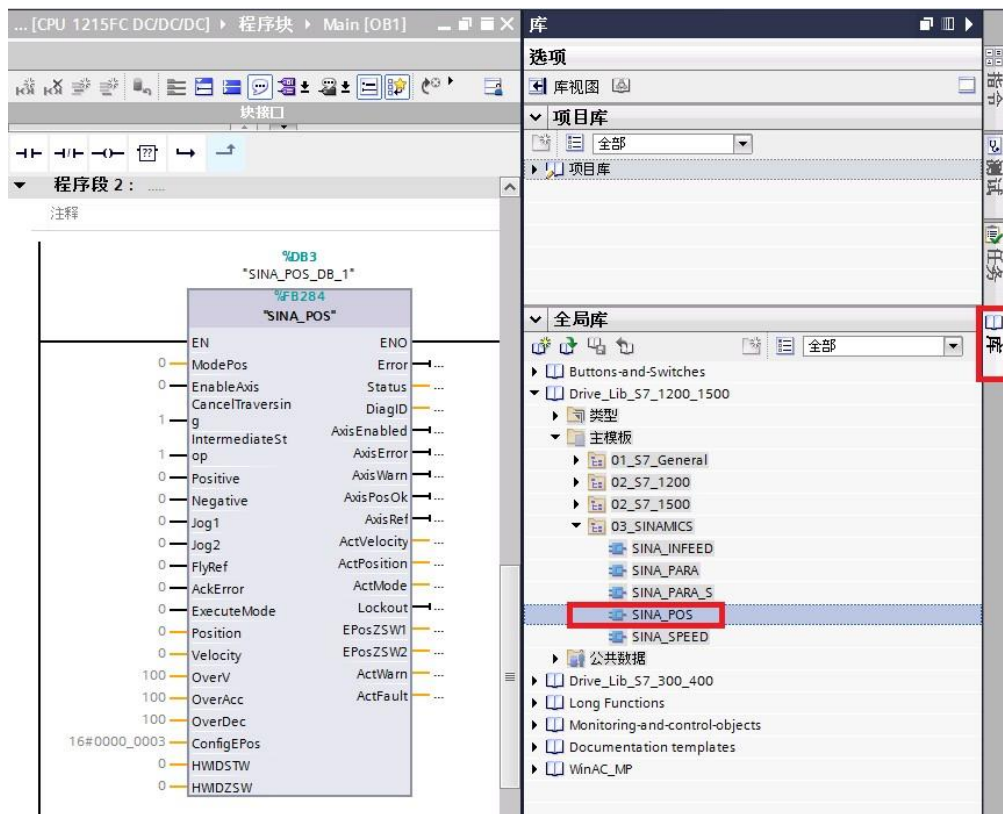 ... [CPU 1215FC DC/DC/DC] ▸ 程序块 ▸ Main [OB1]
块接口
??
程序段 2： .....
注释
%DB3
"SINA_POS_DB_1"
%FB284
"SINA_POS"
EN ENO
0 ModePos Error ...
0 EnableAxis Status ...
CancelTraversin
1 g DiagID ...
IntermediateSt AxisEnabled ...
1 op AxisError ...
0 Positive AxisWarn ...
0 Negative AxisPosOk ...
0 Jog1 AxisRef ...
0 Jog2 ActVelocity ...
0 FlyRef ActPosition ...
0 AckError ActMode ...
0 ExecuteMode Lockout ...
0 Position EPosZSW1 ...
0 Velocity EPosZSW2 ...
100 OverV ActWarn ...
100 OverAcc ActFault ...
100 OverDec
16#0000_0003 ConfigEPos
0 HWIDSTW
0 HWIDZSW
库
选项
库视图
项目库
全部
项目库
全局库
全部
Buttons-and-Switches
Drive_Lib_S7_1200_1500
类型
主模板
01_S7_General
02_S7_1200
02_S7_1500
03_SINAMICS
SINA_INFEED
SINA_PARA
SINA_PARA_S
SINA_POS
SINA_SPEED
公共数据
Drive_Lib_S7_300_400
Long Functions
Monitoring-and-control-objects
Documentation templates
WinAC_MP
指令
测试
任务
库